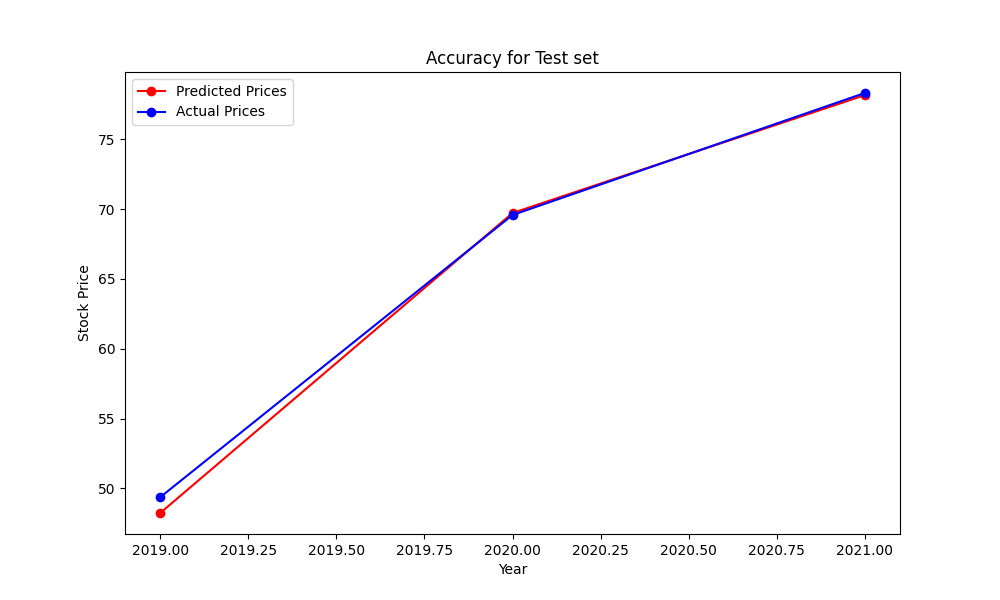 Accuracy for Test set
Predicted Prices
Actual Prices
75
70
65
60
55
50
Stock Price
2019.00 2019.25 2019.50 2019.75 2020.00 2020.25 2020.50 2020.75 2021.00
Year